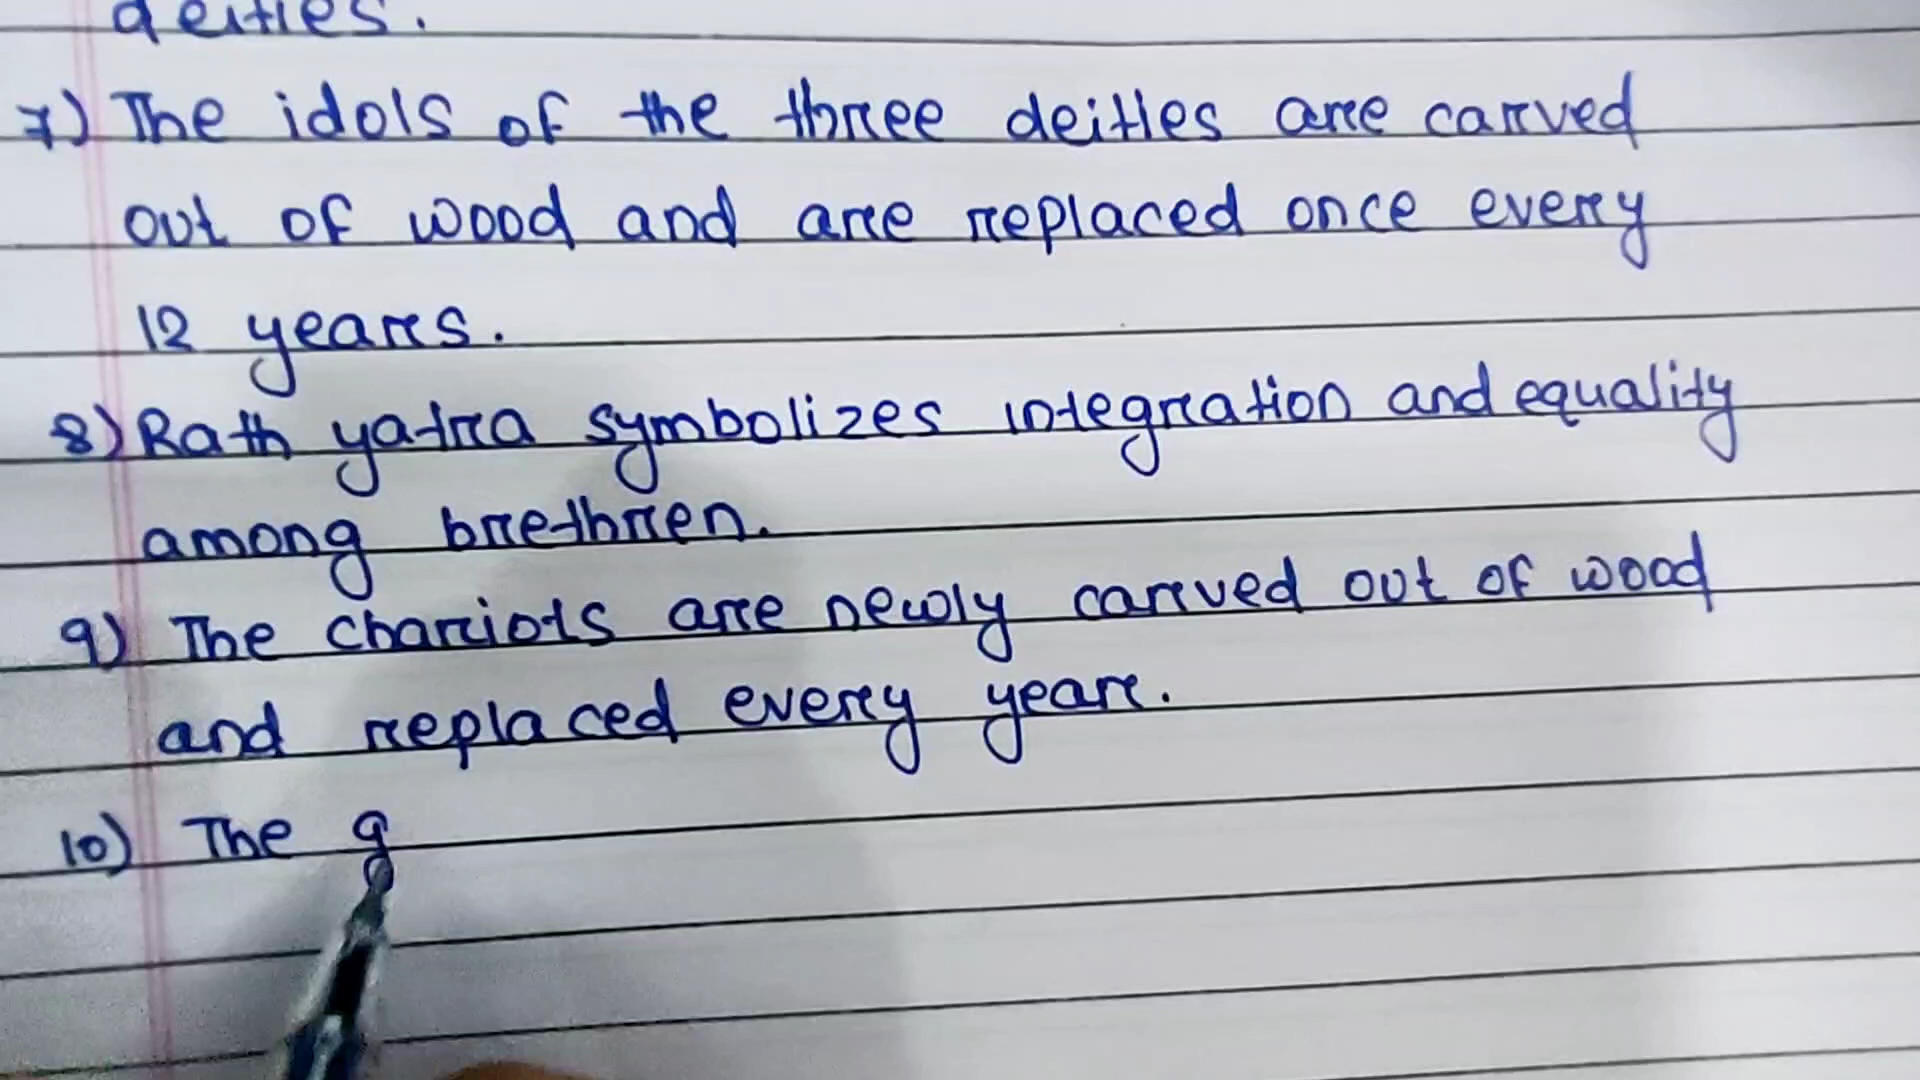 deities.
7) The idols of the three deities are carved
out of wood and are replaced once every
12 years.
8) Rath yatra symbolizes integration and equality
among brethren.
9) The chariots are newly carved out of wood
and replaced every year.
10) The g